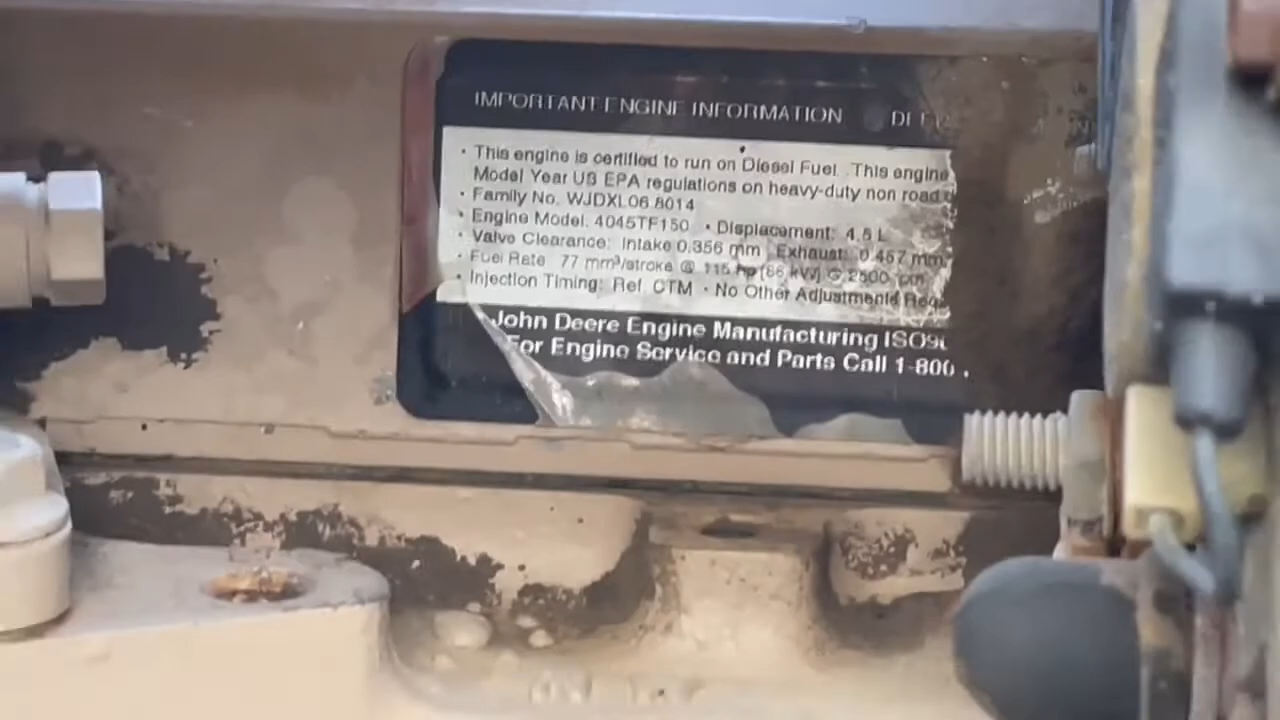 IMPORTANT ENGINE INFORMATION
• This engine is certified to run on Diesel Fuel. This engine
Model Year US EPA regulations on heavy-duty non road
• Family No. WJDXL06.8014
• Engine Model. 4045TF150 • Displacement: 4.5 L
• Valve Clearance: Intake 0.356 mm Exhaust: 0.457 mm
• Fuel Rate 77 mm³/stroke @ 115 hp [86 kW] @ 2500
• Injection Timing: Ref. CTM • No Other Adjustments
John Deere Engine Manufacturing
For Engine Service and Parts Call 1-800